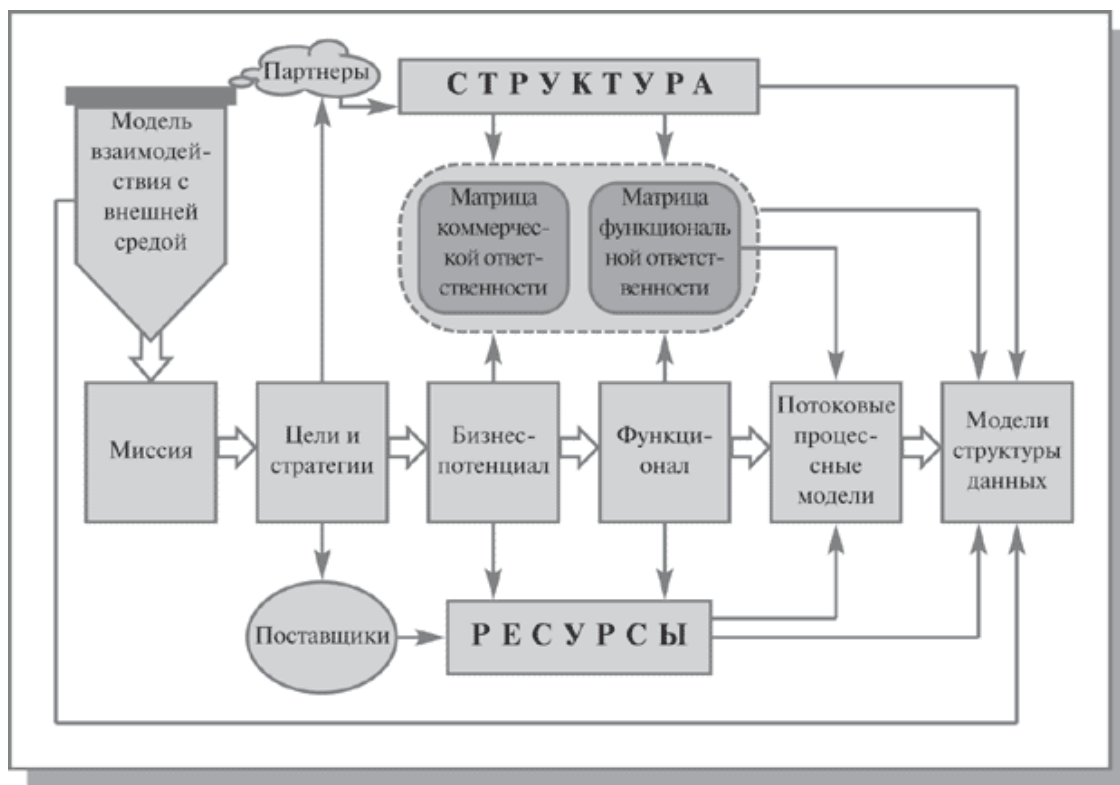 Партнеры
СТРУКТУРА
Модель
взаимодей-
ствия с
внешней
средой
Матрица
коммерчес-
кой ответ-
ственности
Матрица
функциональ
ной ответст-
венности
Миссия
Цели и
стратегии
Бизнес-
потенциал
Функци-
онал
Потоковые
процес-
сные
модели
Модели
структуры
данных
Поставщики
РЕСУРСЫ